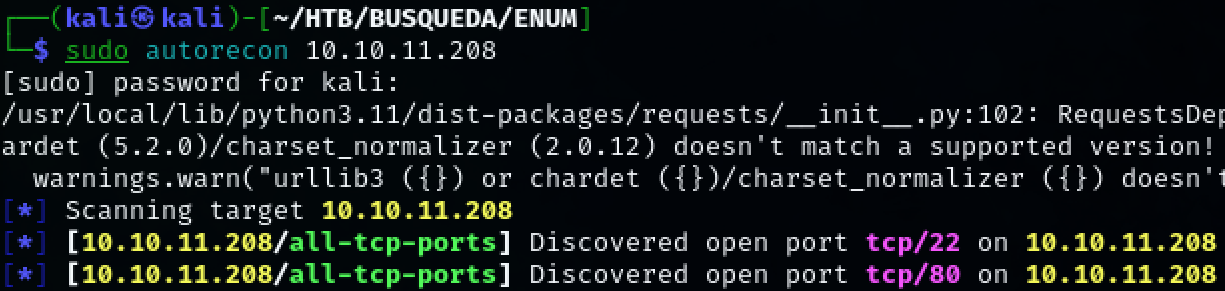 ┌──(kali㉿kali)-[~/HTB/BUSQUEDA/ENUM]
└─$ sudo autorecon 10.10.11.208
[sudo] password for kali:
/usr/local/lib/python3.11/dist-packages/requests/__init__.py:102: RequestsDep
ardet (5.2.0)/charset_normalizer (2.0.12) doesn't match a supported version!
  warnings.warn("urllib3 ({}) or chardet ({})/charset_normalizer ({}) doesn't
[*] Scanning target 10.10.11.208
[*] [10.10.11.208/all-tcp-ports] Discovered open port tcp/22 on 10.10.11.208
[*] [10.10.11.208/all-tcp-ports] Discovered open port tcp/80 on 10.10.11.208